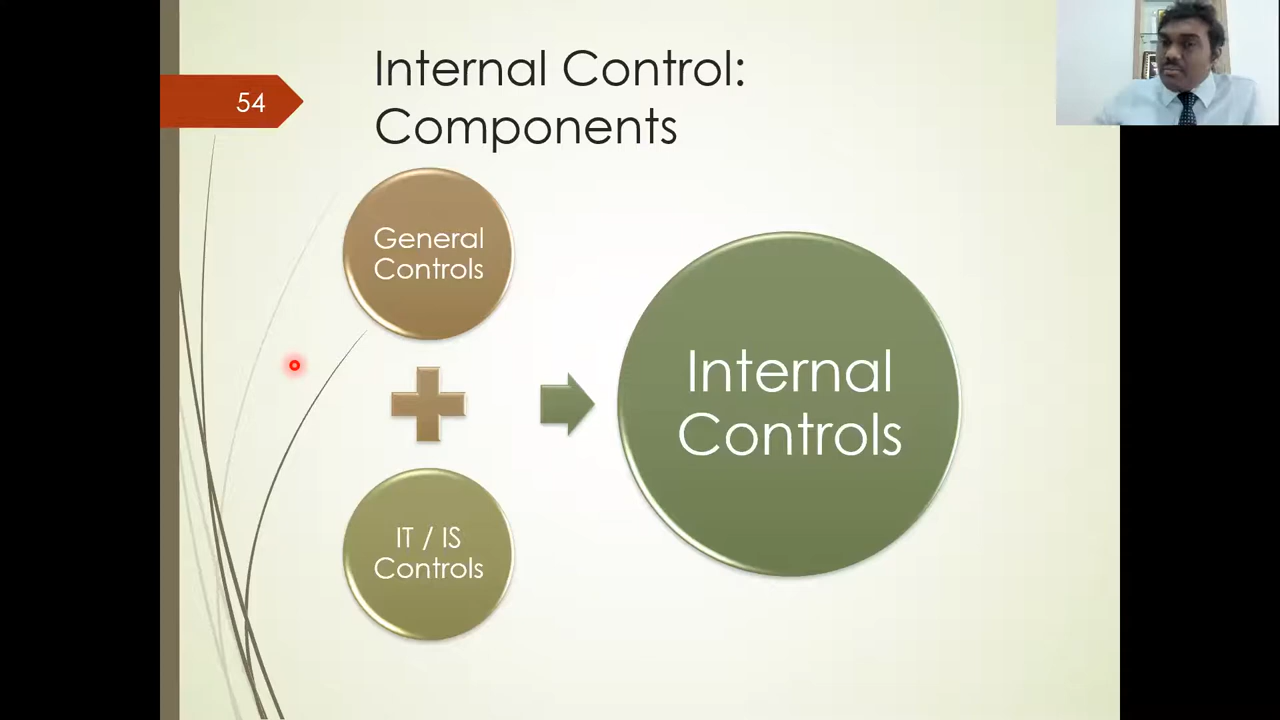 54
Internal Control:
Components
General
Controls
IT / IS
Controls
Internal
Controls